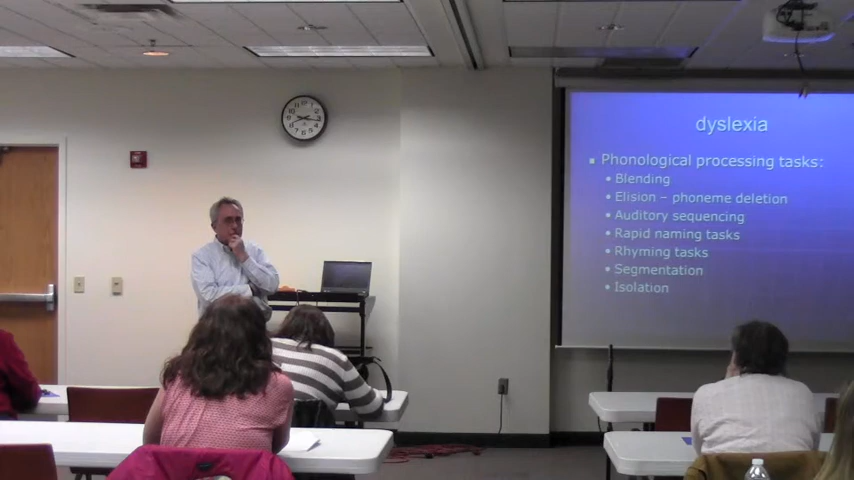 dyslexia
▪ Phonological processing tasks:
• Blending
• Elision – phoneme deletion
• Auditory sequencing
• Rapid naming tasks
• Rhyming tasks
• Segmentation
• Isolation